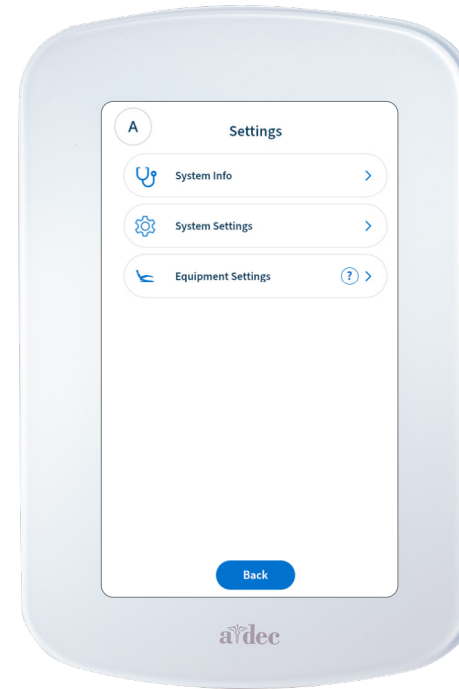 A
Settings
System Info
System Settings
Equipment Settings ?
Back
a dec